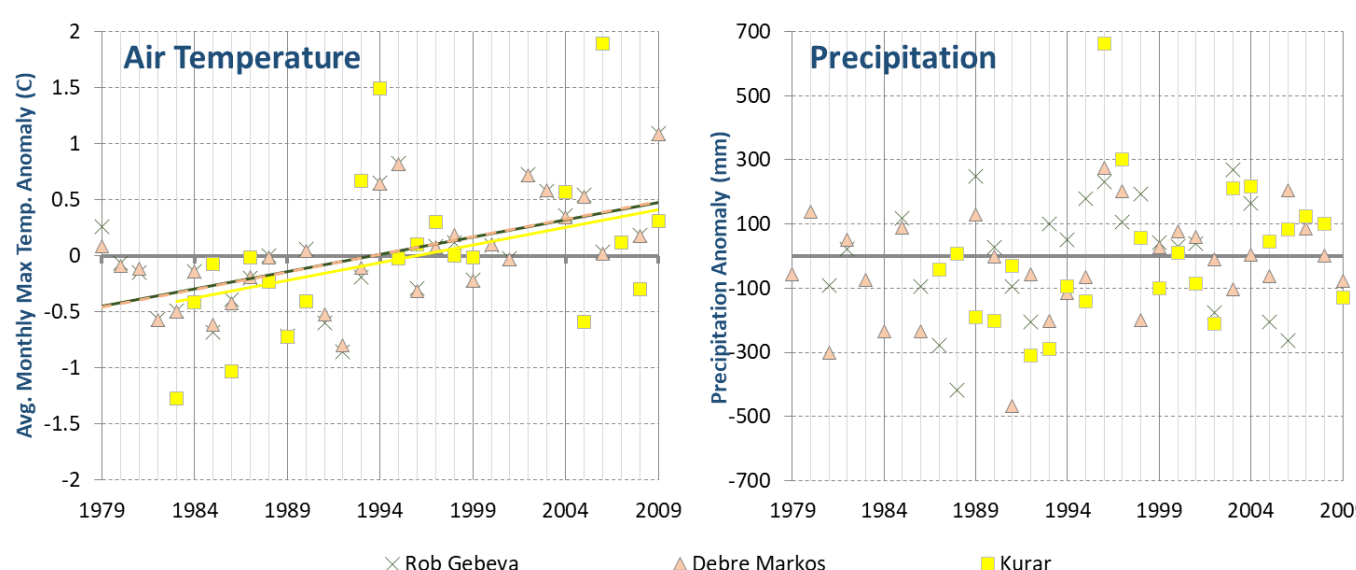 Air Temperature
Avg. Monthly Max Temp. Anomaly (C)
2
1.5
1
0.5
0
-0.5
-1
-1.5
-2
1979 1984 1989 1994 1999 2004 2009
Precipitation
Precipitation Anomaly (mm)
700
500
300
100
-100
-300
-500
-700
1979 1984 1989 1994 1999 2004 200
Rob Gebeya Debre Markos Kurar